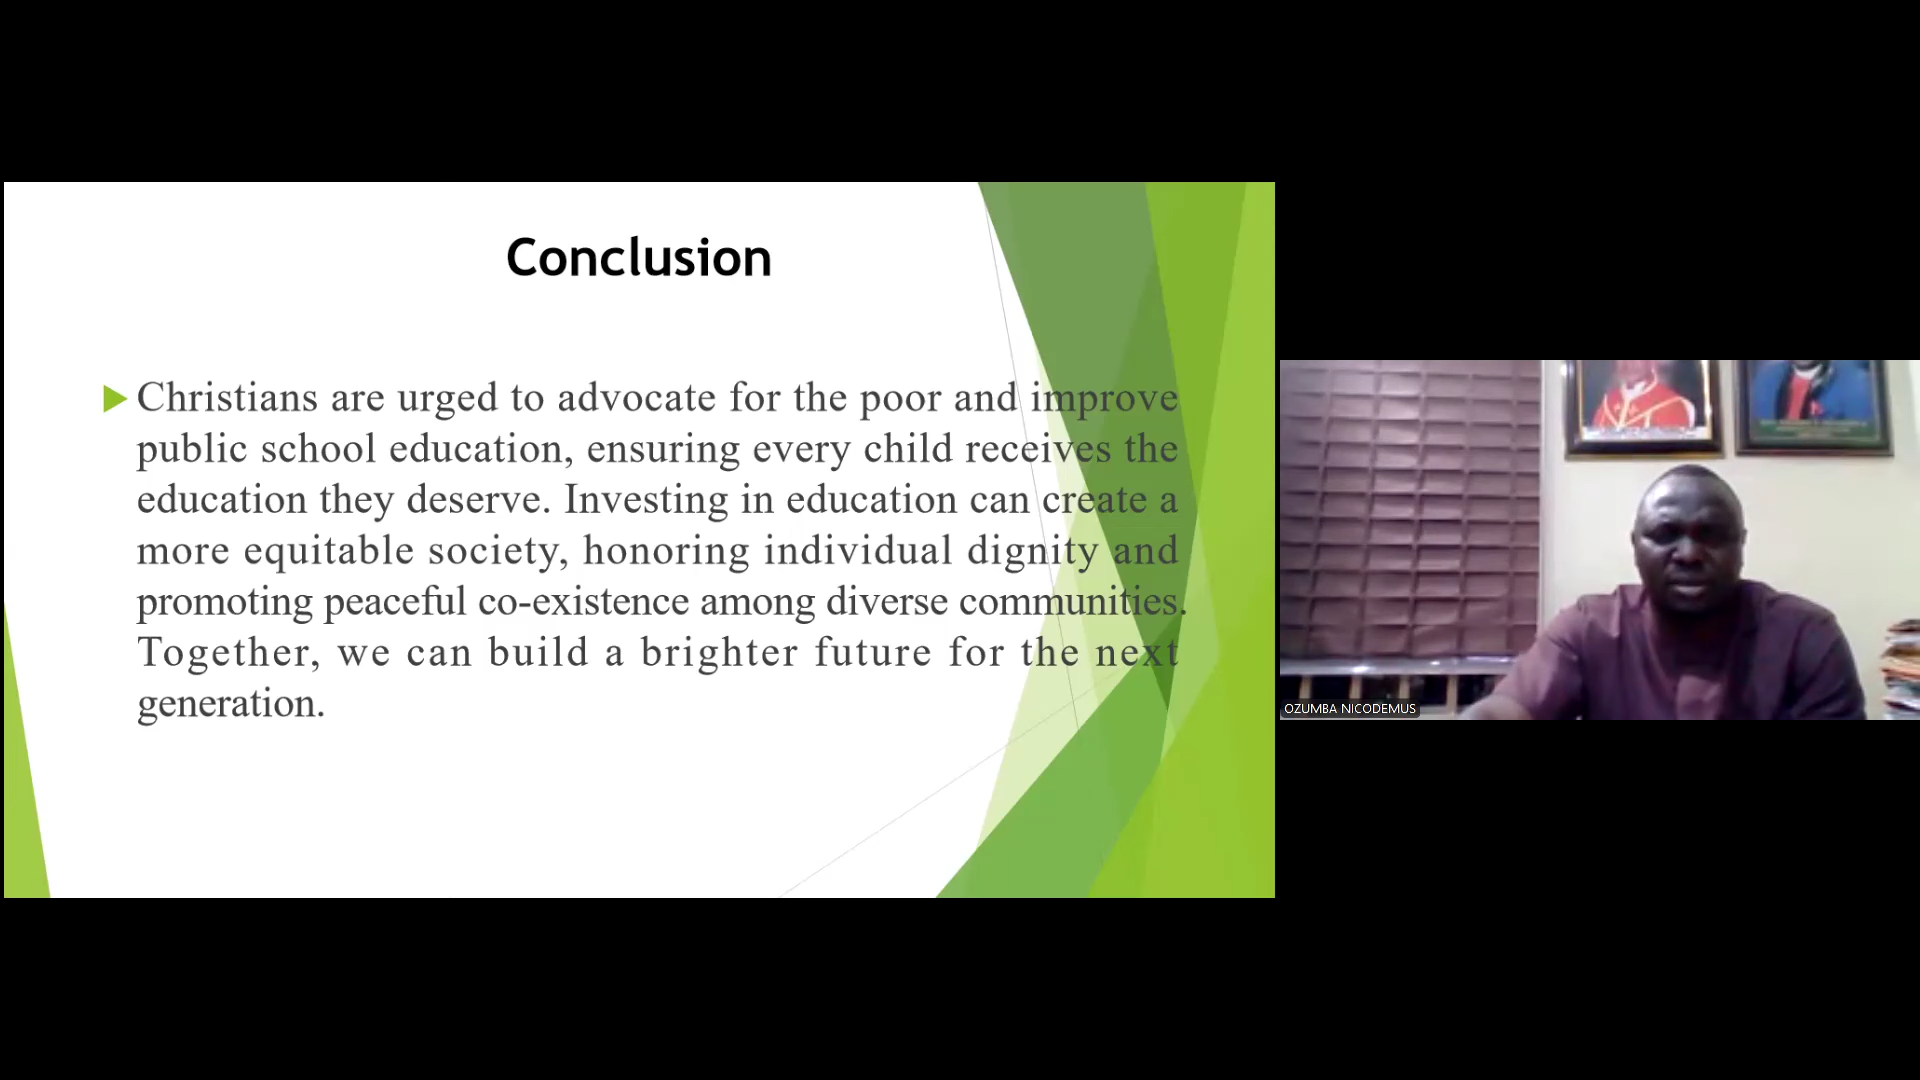 Conclusion
Christians are urged to advocate for the poor and improve
public school education, ensuring every child receives the
education they deserve. Investing in education can create a
more equitable society, honoring individual dignity and
promoting peaceful co-existence among diverse communities.
Together, we can build a brighter future for the next
generation.
OZUMBA NICODEMUS